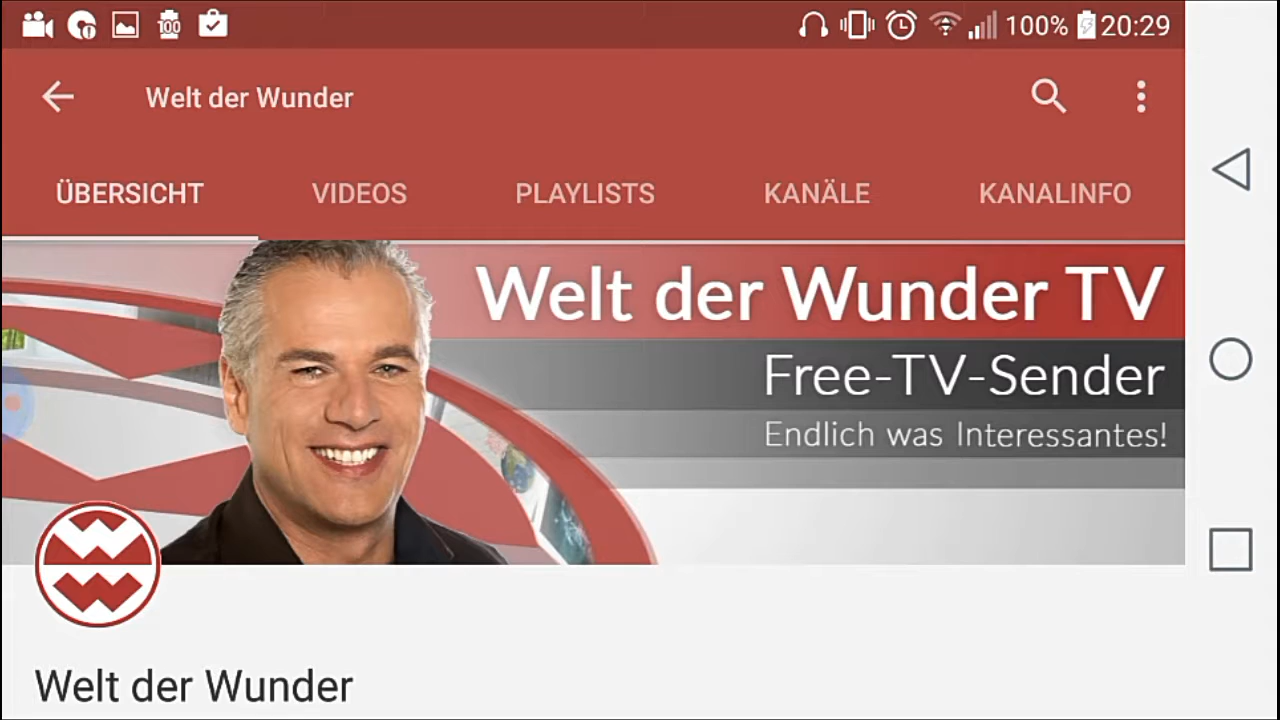 100 100% 20:29
Welt der Wunder
ÜBERSICHT VIDEOS PLAYLISTS KANÄLE KANALINFO
Welt der Wunder TV
Free-TV-Sender
Endlich was Interessantes!
Welt der Wunder